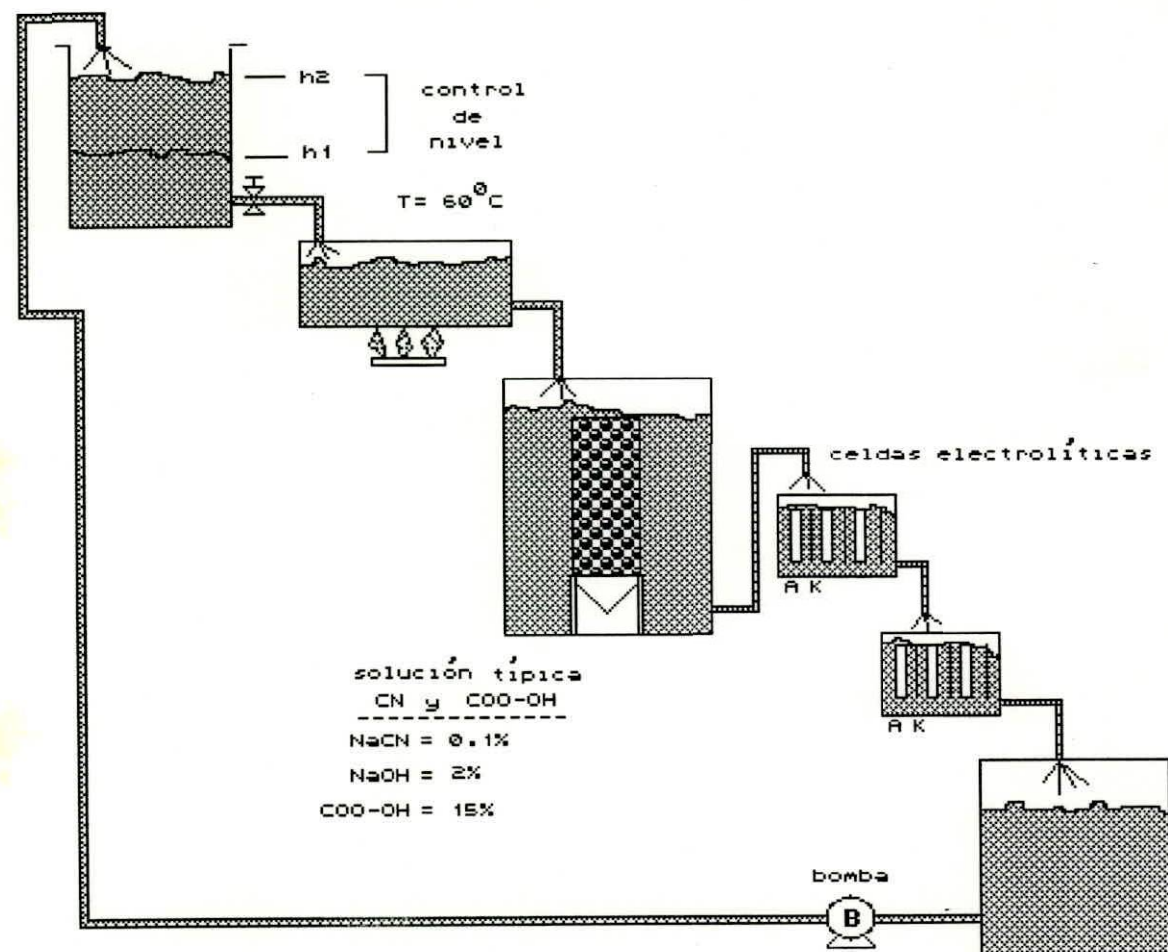 h2
control
de
nivel
h1
T= 60⁰C
celdas electrolíticas
A K
A K
solución típica
CN y COO-OH
NaCN = 0.1%
NaOH = 2%
COO-OH = 15%
bomba
B